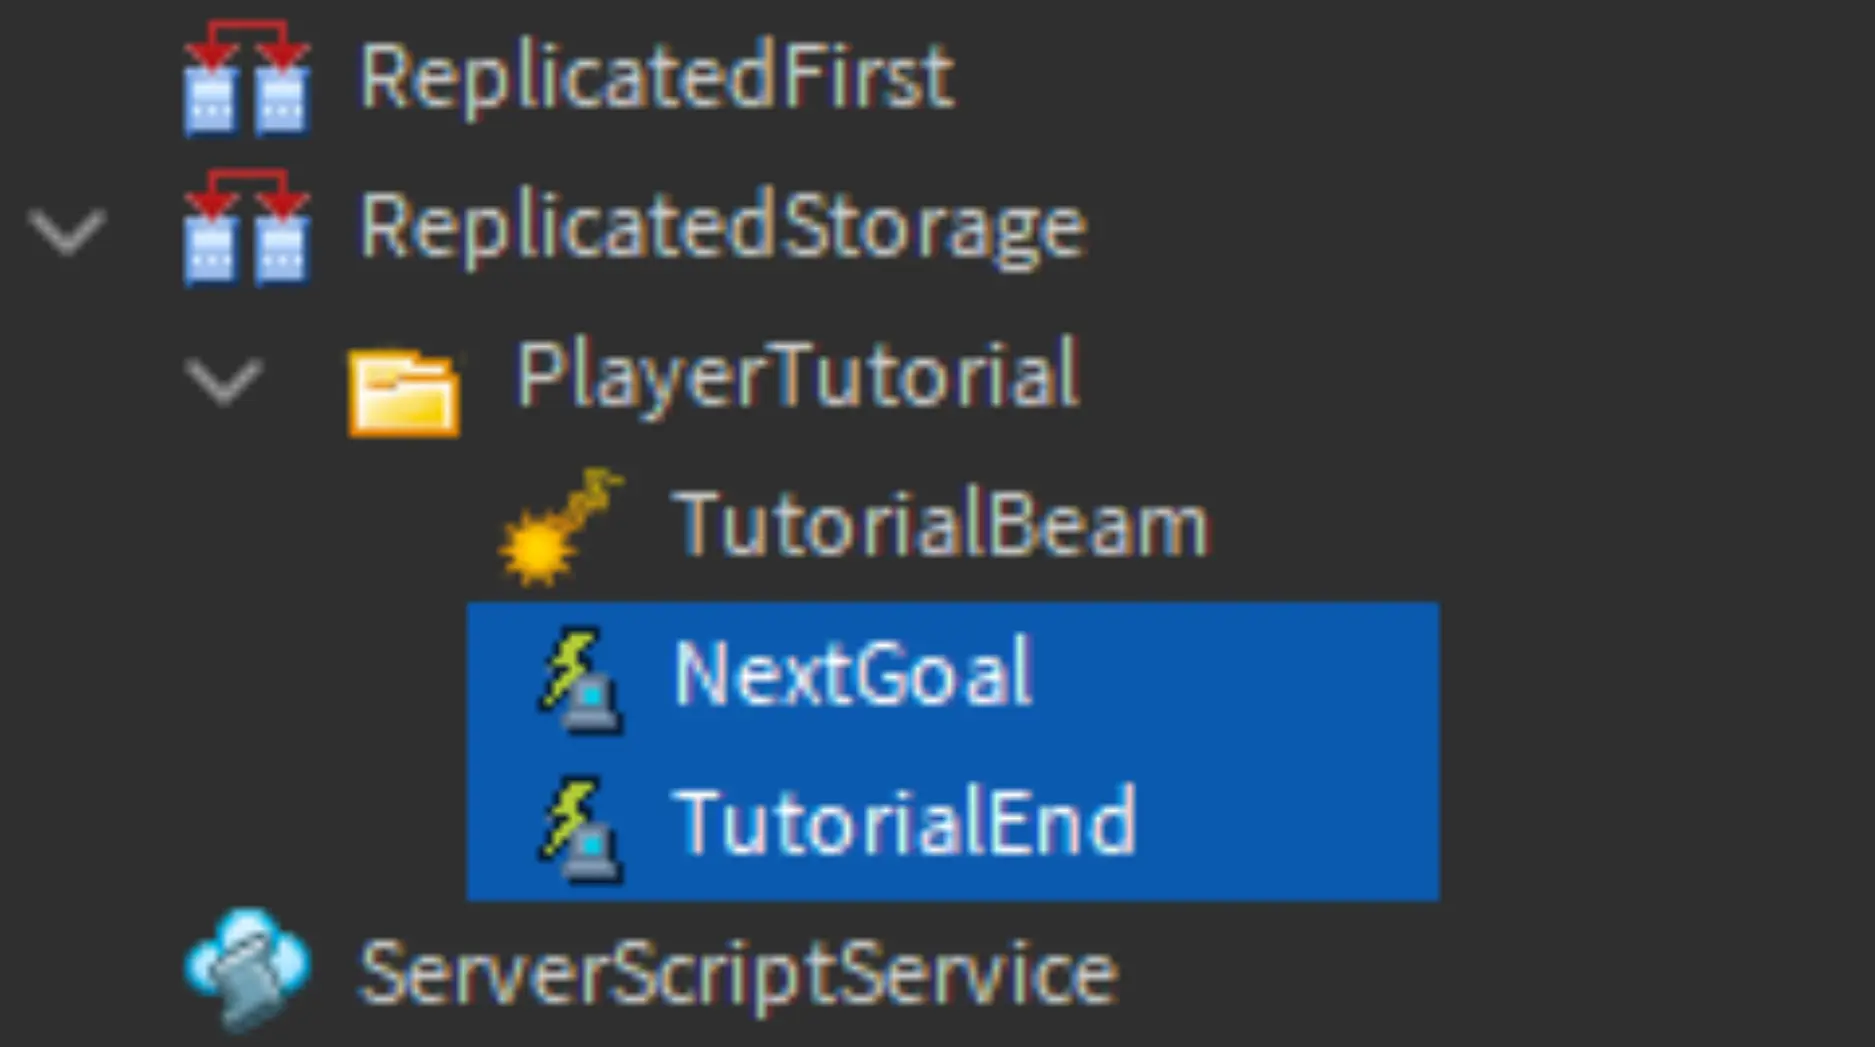 ReplicatedFirst
ReplicatedStorage
PlayerTutorial
TutorialBeam
NextGoal
TutorialEnd
ServerScriptService